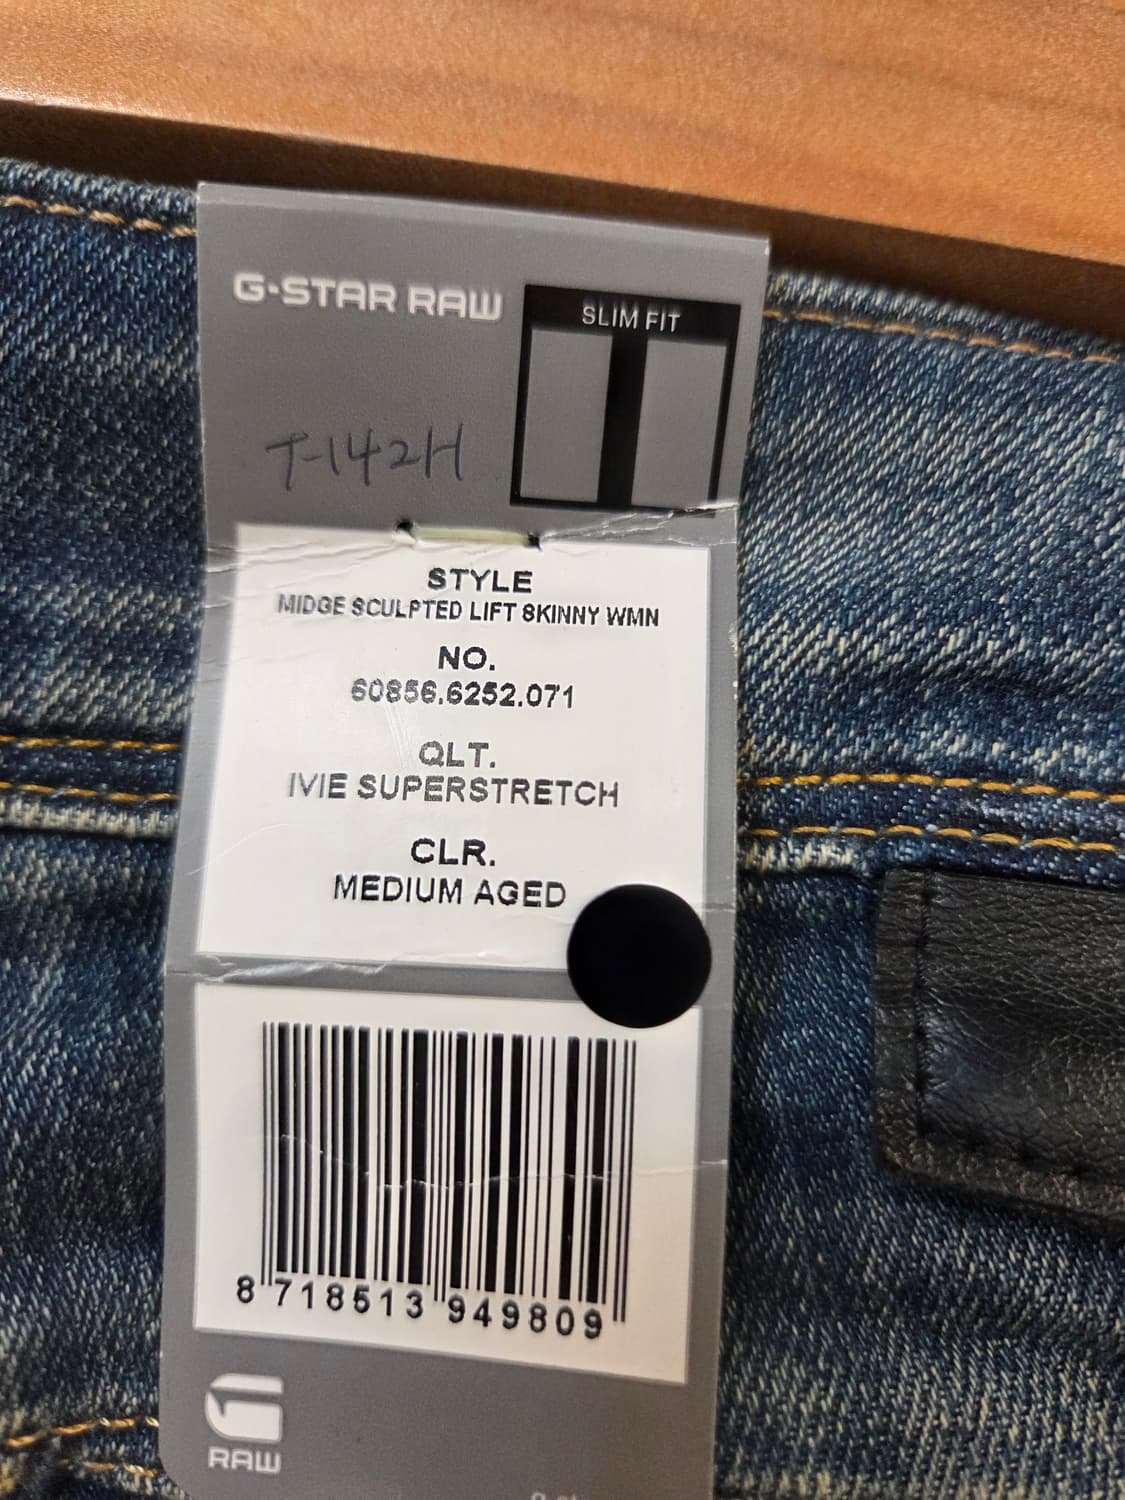 G-STAR RAW
SLIM FIT
T-142H
STYLE
MIDGE SCULPTED LIFT SKINNY WMN
NO.
60856.6252.071
QLT.
IVIE SUPERSTRETCH
CLR.
MEDIUM AGED
8 718513 949809
RAW